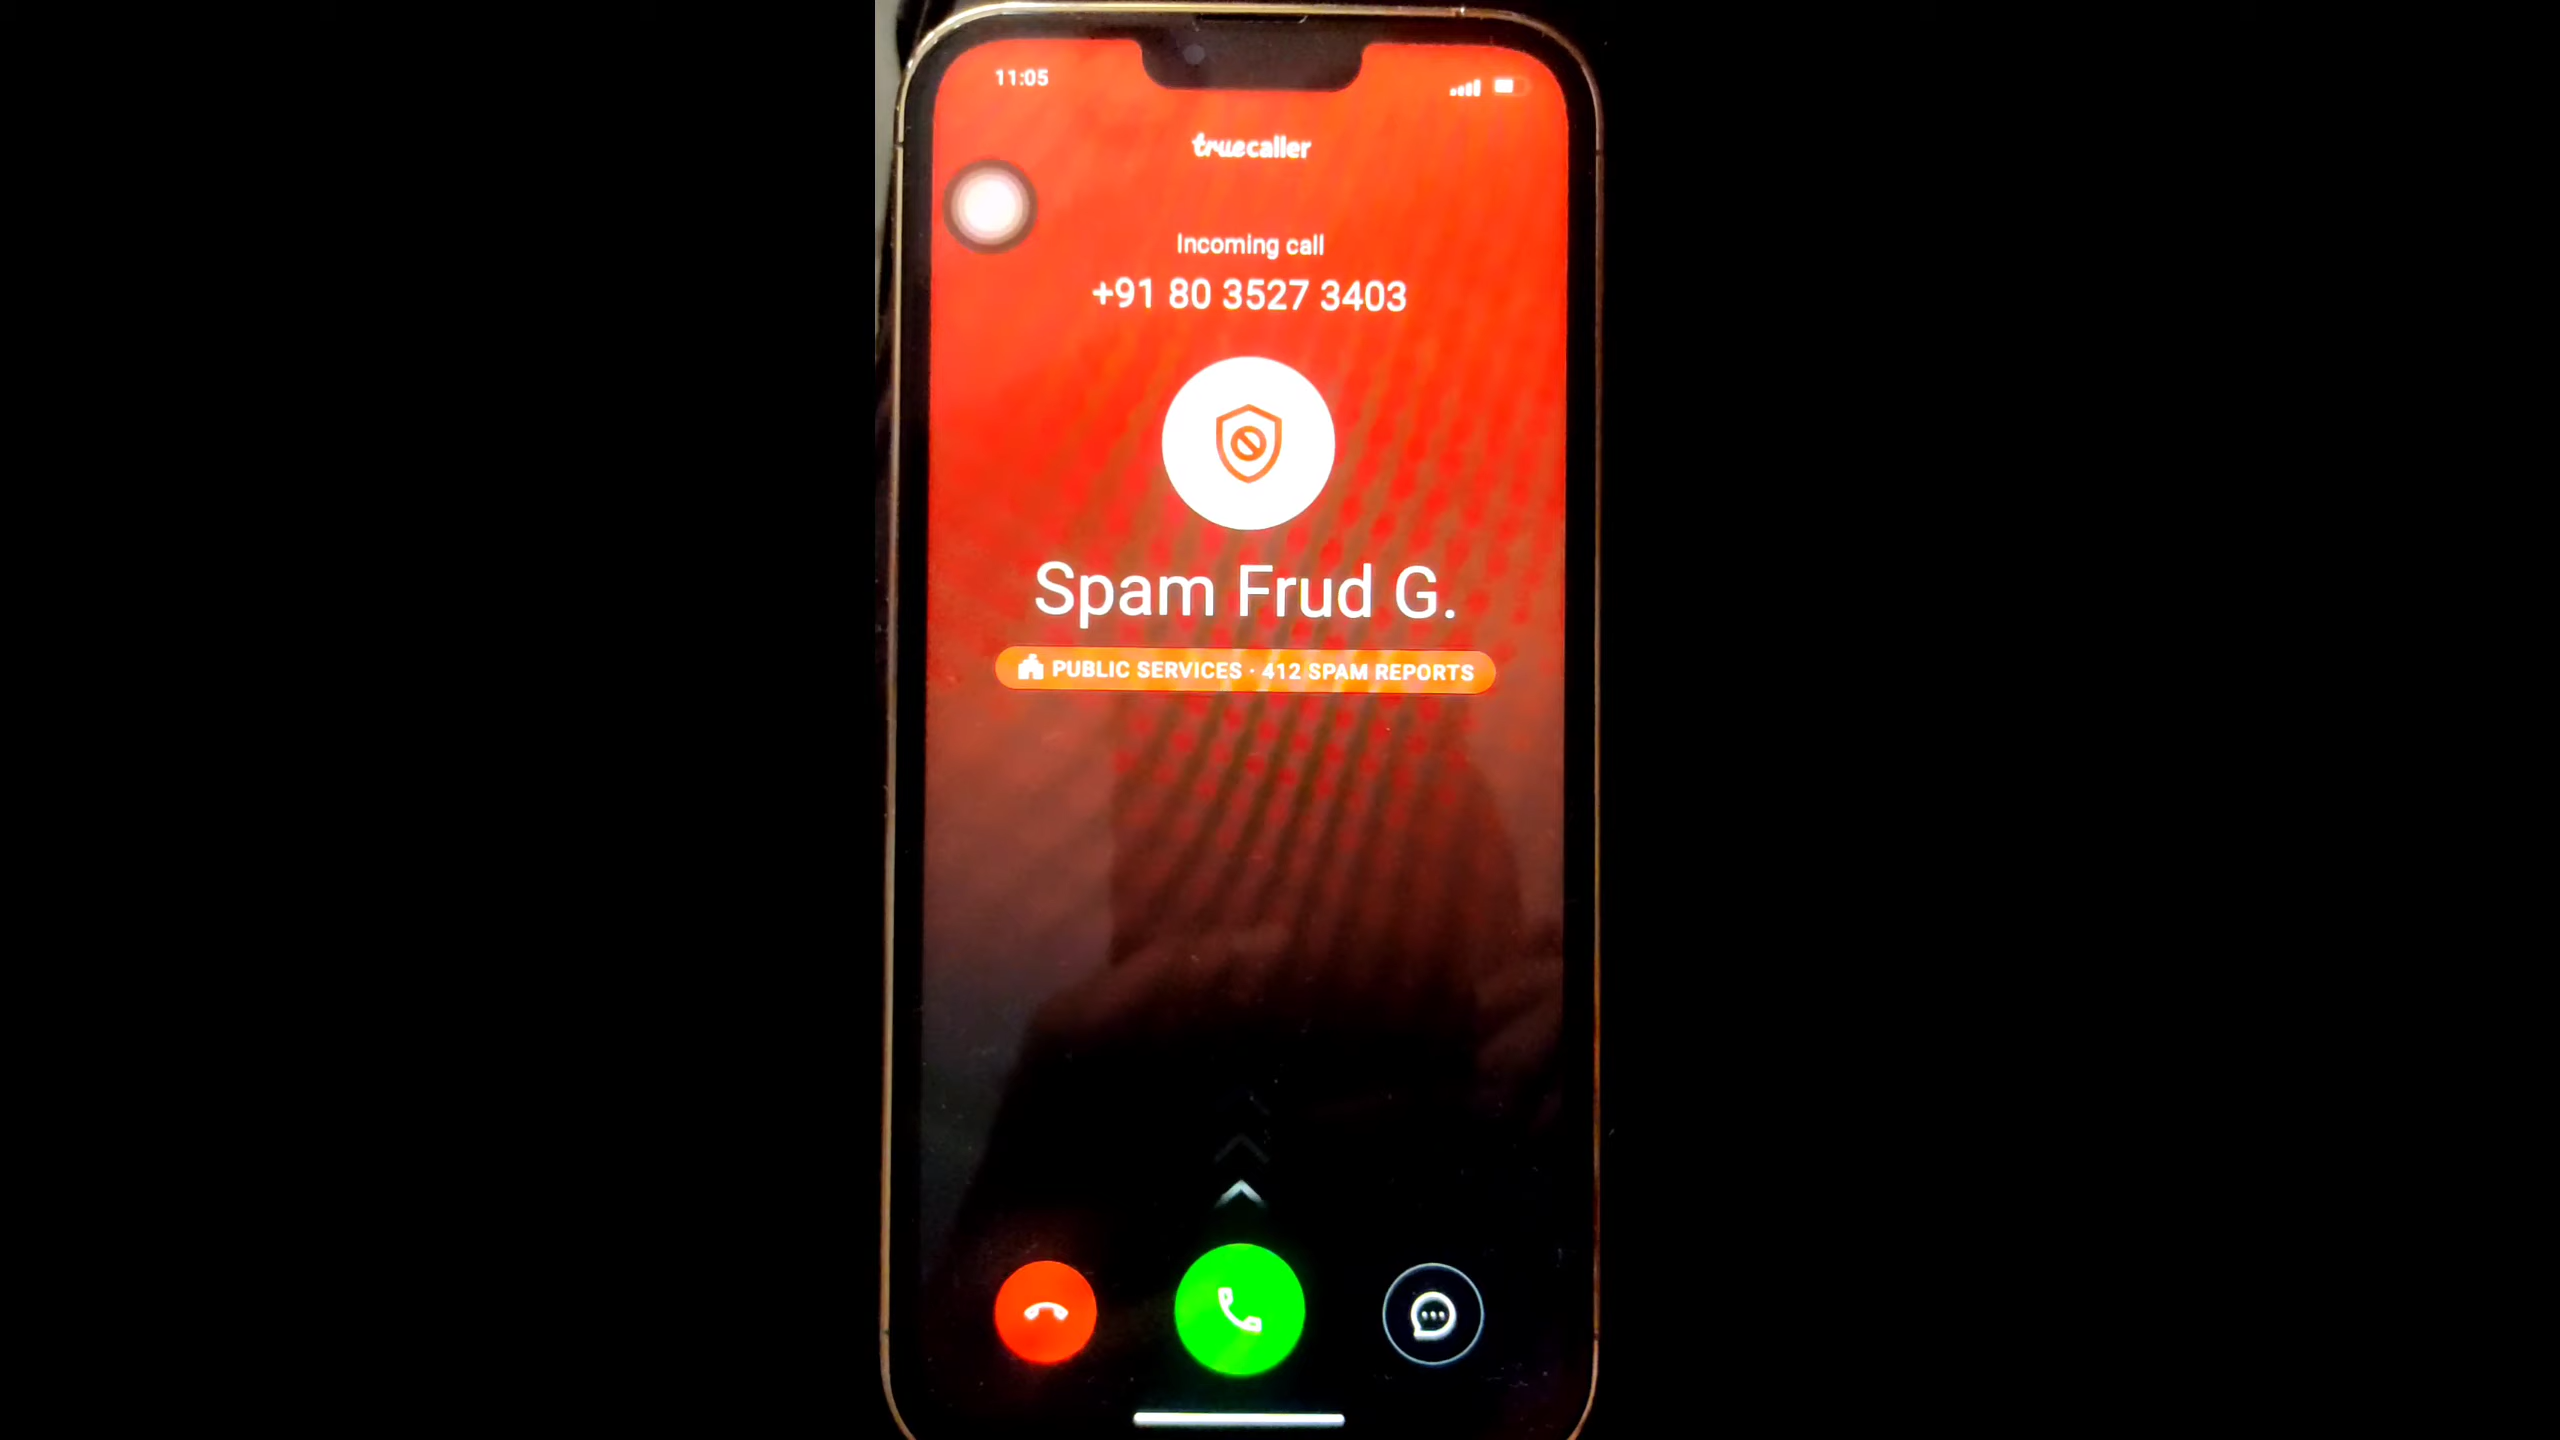 11:05
truecaller
Incoming call
+91 80 3527 3403
Spam Frud G.
PUBLIC SERVICES · 412 SPAM REPORTS